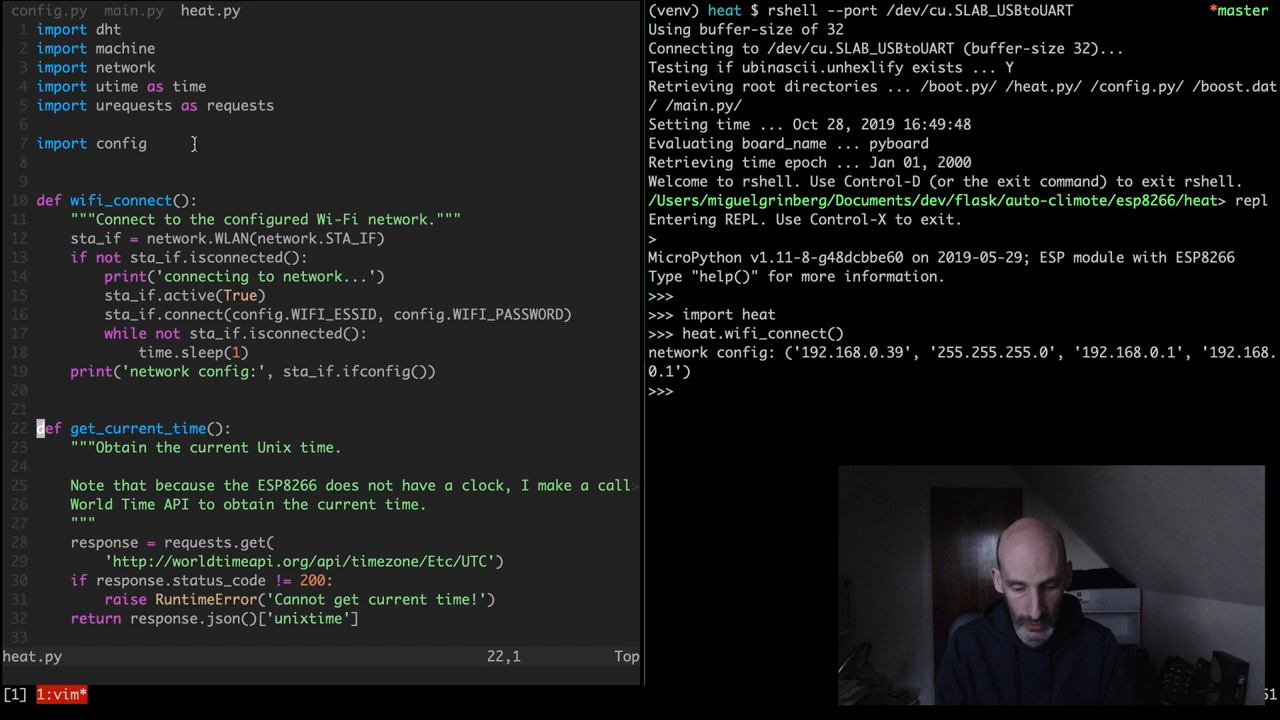 config.py main.py heat.py
1 import dht
2 import machine
3 import network
4 import utime as time
5 import urequests as requests
6
7 import config
8
9
10 def wifi_connect():
11     """Connect to the configured Wi-Fi network."""
12     sta_if = network.WLAN(network.STA_IF)
13     if not sta_if.isconnected():
14         print('connecting to network...')
15         sta_if.active(True)
16         sta_if.connect(config.WIFI_ESSID, config.WIFI_PASSWORD)
17         while not sta_if.isconnected():
18             time.sleep(1)
19     print('network config:', sta_if.ifconfig())
20
21
22 def get_current_time():
23     """Obtain the current Unix time.
24
25     Note that because the ESP8266 does not have a clock, I make a call>
26     World Time API to obtain the current time.
27     """
28     response = requests.get(
29         'http://worldtimeapi.org/api/timezone/Etc/UTC')
30     if response.status_code != 200:
31         raise RuntimeError('Cannot get current time!')
32     return response.json()['unixtime']
33
heat.py 22,1 Top
[1] 1:vim*
(venv) heat $ rshell --port /dev/cu.SLAB_USBtoUART *master
Using buffer-size of 32
Connecting to /dev/cu.SLAB_USBtoUART (buffer-size 32)...
Testing if ubinascii.unhexlify exists ... Y
Retrieving root directories ... /boot.py/ /heat.py/ /config.py/ /boost.dat
/ /main.py/
Setting time ... Oct 28, 2019 16:49:48
Evaluating board_name ... pyboard
Retrieving time epoch ... Jan 01, 2000
Welcome to rshell. Use Control-D (or the exit command) to exit rshell.
/Users/miguelgrinberg/Documents/dev/flask/auto-climote/esp8266/heat> repl
Entering REPL. Use Control-X to exit.
>
MicroPython v1.11-8-g48dcbbe60 on 2019-05-29; ESP module with ESP8266
Type "help()" for more information.
>>>
>>> import heat
>>> heat.wifi_connect()
network config: ('192.168.0.39', '255.255.255.0', '192.168.0.1', '192.168.
0.1')
>>>
51